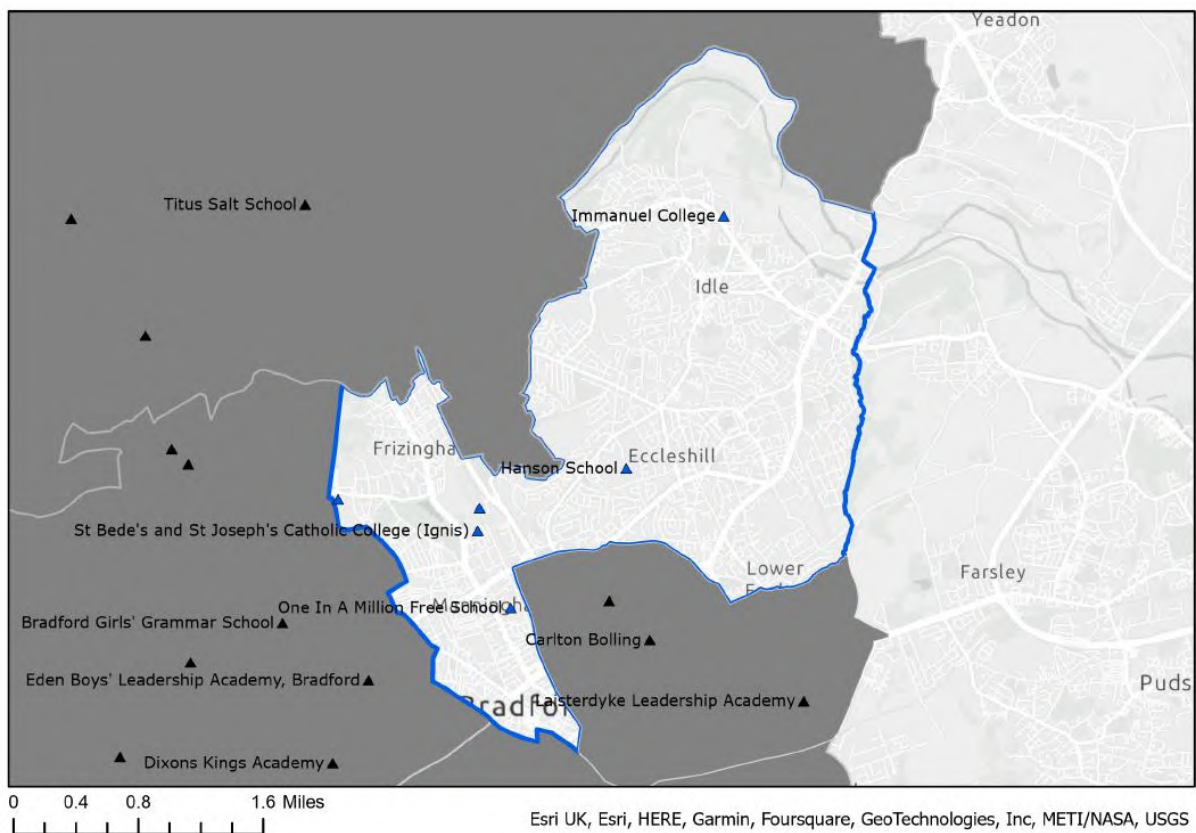 Yeadon
Titus Salt School
Immanuel College
Idle
Frizingha
Eccleshill
Hanson School
St Bede's and St Joseph's Catholic College (Ignis)
Lower
Farsley
One In A Million Free School
Bradford Girls' Grammar School
Carlton Bolling
Eden Boys' Leadership Academy, Bradford
Puds
Bradfor
Laisterdyke Leadership Academy
Dixons Kings Academy
0 0.4 0.8 1.6 Miles
Esri UK, Esri, HERE, Garmin, Foursquare, GeoTechnologies, Inc, METI/NASA, USGS